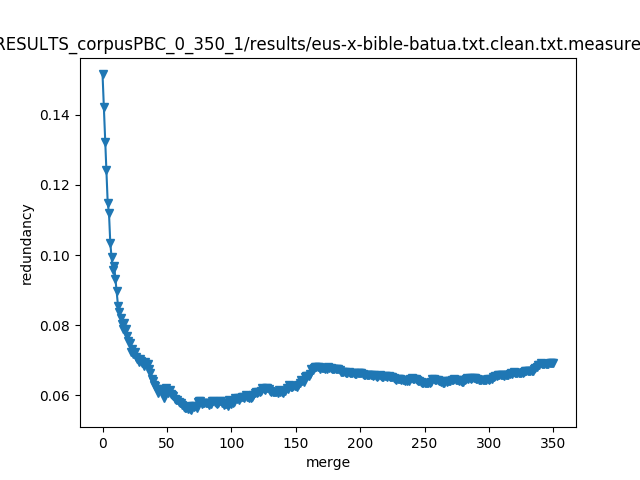 RESULTS_corpusPBC_0_350_1/results/eus-x-bible-batua.txt.clean.txt.measure
0.14
0.12
0.10
0.08
0.06
redundancy
0 50 100 150 200 250 300 350
merge